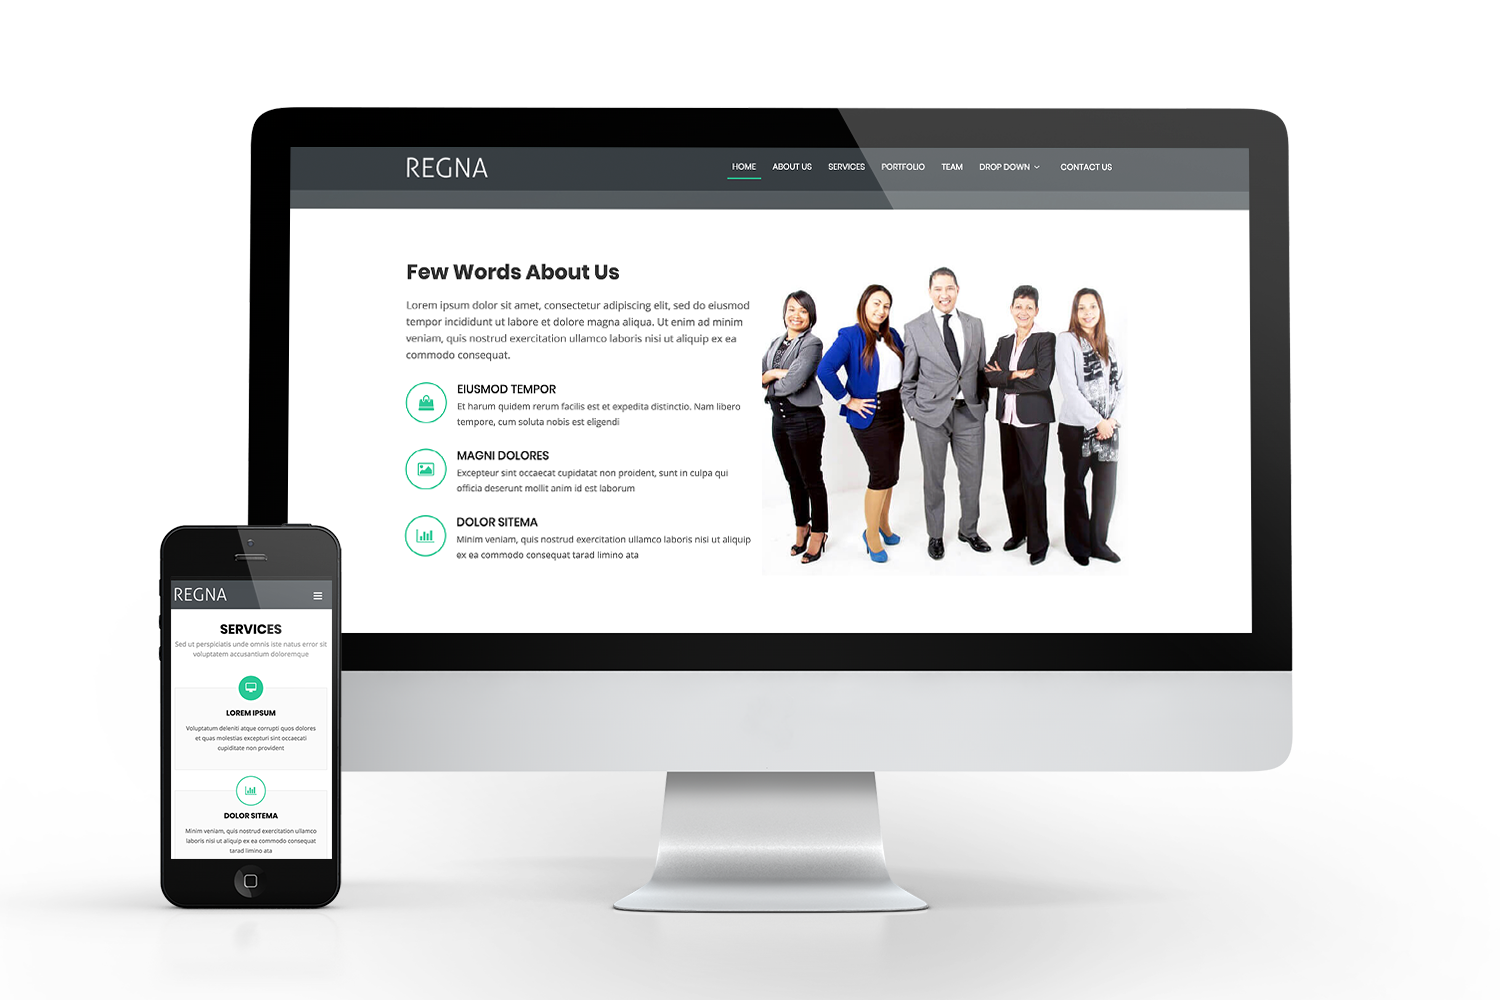 REGNA
HOME ABOUT US SERVICES PORTFOLIO TEAM DROP DOWN CONTACT US
Few Words About Us
Lorem ipsum dolor sit amet, consectetur adipiscing elit, sed do eiusmod
tempor incididunt ut labore et dolore magna aliqua. Ut enim ad minim
veniam, quis nostrud exercitation ullamco laboris nisi ut aliquip ex ea
commodo consequat.
EIUSMOD TEMPOR
Et harum quidem rerum facilis est et expedita distinctio. Nam libero
tempore, cum soluta nobis est eligendi
MAGNI DOLORES
Excepteur sint occaecat cupidatat non proident, sunt in culpa qui
officia deserunt mollit anim id est laborum
DOLOR SITEMA
Minim veniam, quis nostrud exercitation ullamco laboris nisi ut aliquip
ex ea commodo consequat tarad limino ata
REGNA
SERVICES
Sed ut perspiciatis unde omnis iste natus error sit
voluptatem accusantium doloremque
LOREM IPSUM
Voluptatum deleniti atque corrupti quos dolores
et quas molestias excepturi sint occaecati
cupiditate non provident
DOLOR SITEMA
Minim veniam, quis nostrud exercitation ullamco
laboris nisi ut aliquip ex ea commodo consequat
tarad limino ata